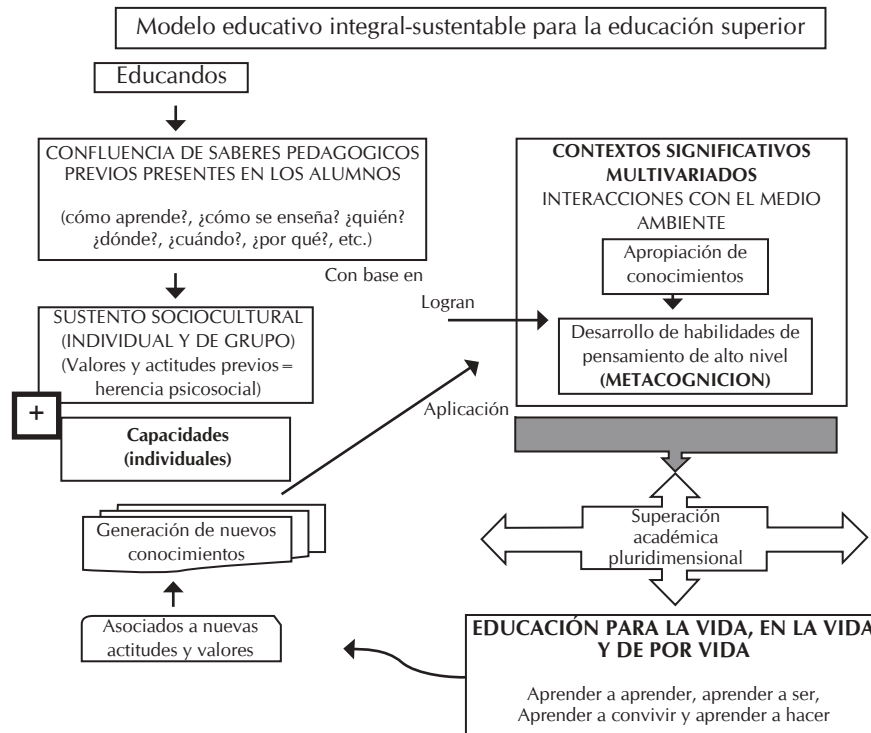 Modelo educativo integral-sustentable para la educación superior
Educandos
CONFLUENCIA DE SABERES PEDAGOGICOS
PREVIOS PRESENTES EN LOS ALUMNOS
(cómo aprende?, ¿cómo se enseña? ¿quién?
¿dónde?, ¿cuándo?, ¿por qué?, etc.)
Con base en
SUSTENTO SOCIOCULTURAL
(INDIVIDUAL Y DE GRUPO)
(Valores y actitudes previos=
herencia psicosocial)
+
Capacidades
(individuales)
Logran
Aplicación
CONTEXTOS SIGNIFICATIVOS
MULTIVARIADOS
INTERACCIONES CON EL MEDIO
AMBIENTE
Apropiación de
conocimientos
Desarrollo de habilidades de
pensamiento de alto nivel
(METACOGNICION)
Superación
académica
pluridimensional
EDUCACIÓN PARA LA VIDA, EN LA VIDA
Y DE POR VIDA
Aprender a aprender, aprender a ser,
Aprender a convivir y aprender a hacer
Generación de nuevos
conocimientos
Asociados a nuevas
actitudes y valores